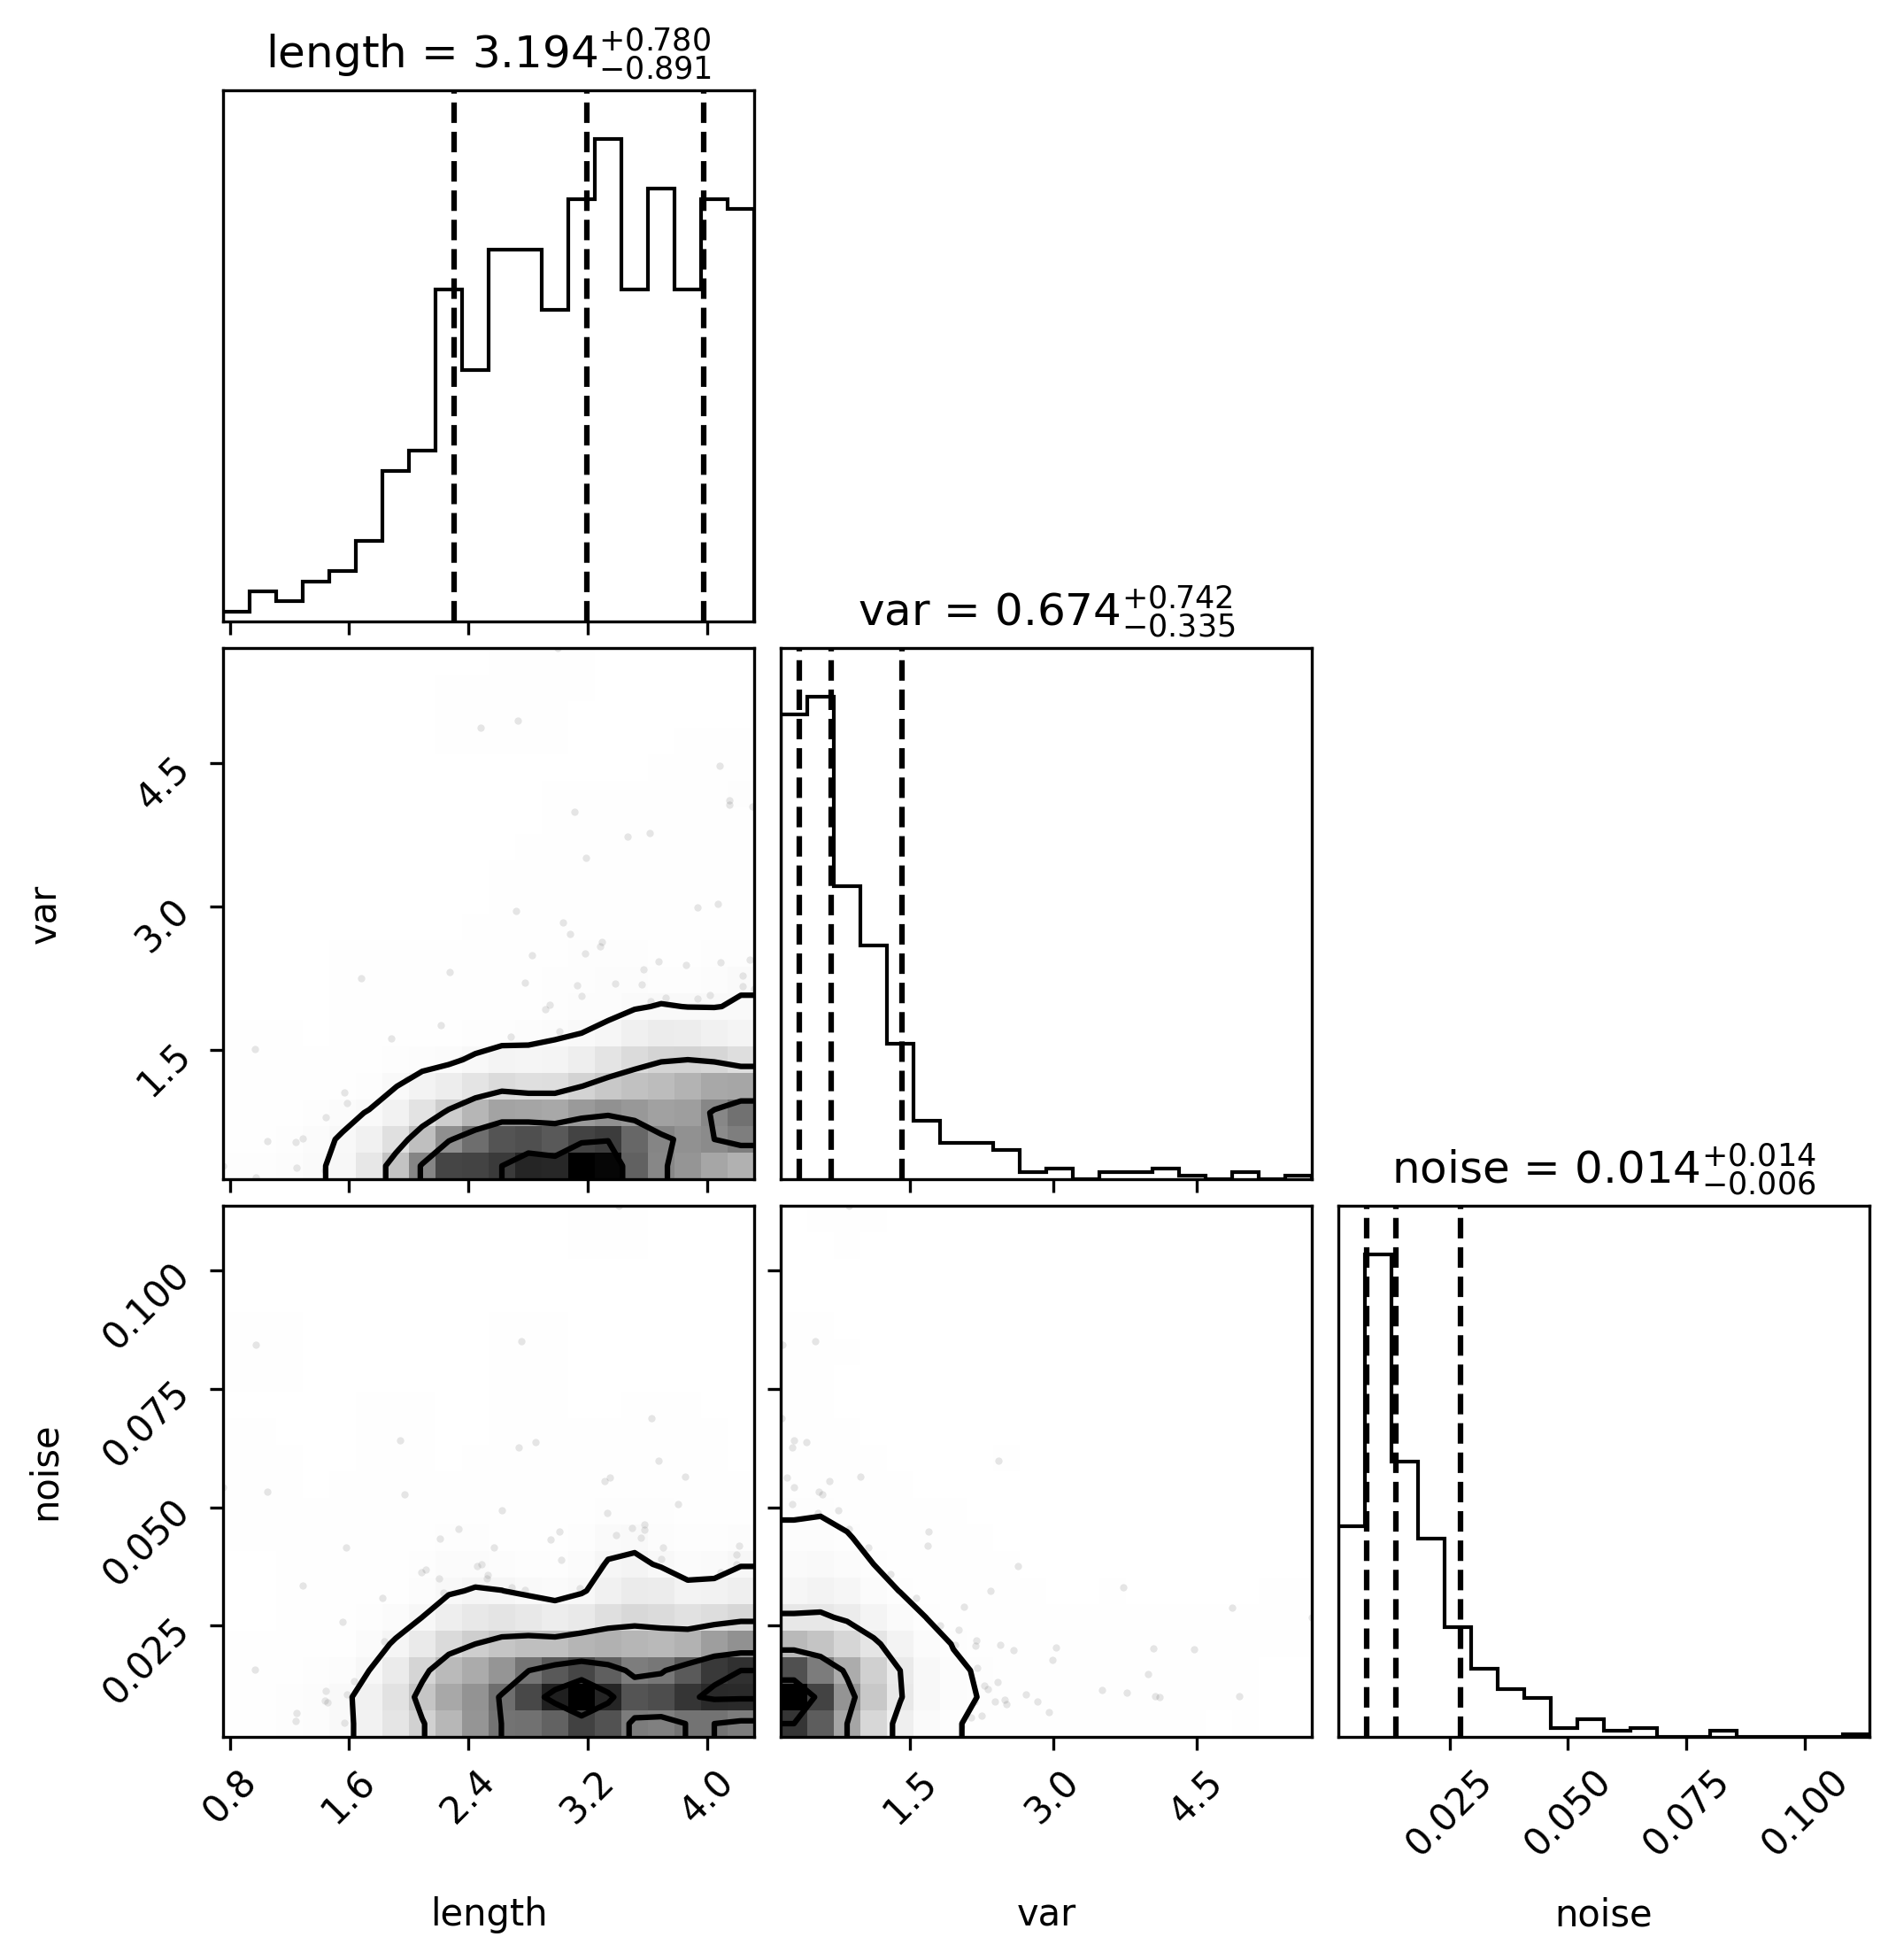 length = 3.194+0.780−0.891
var = 0.674+0.742−0.335
4.5
3.0
1.5
var
noise = 0.014+0.014−0.006
0.100
0.075
0.050
0.025
noise
0.8 1.6 2.4 3.2 4.0 1.5 3.0 4.5 0.025 0.050 0.075 0.100
length var noise